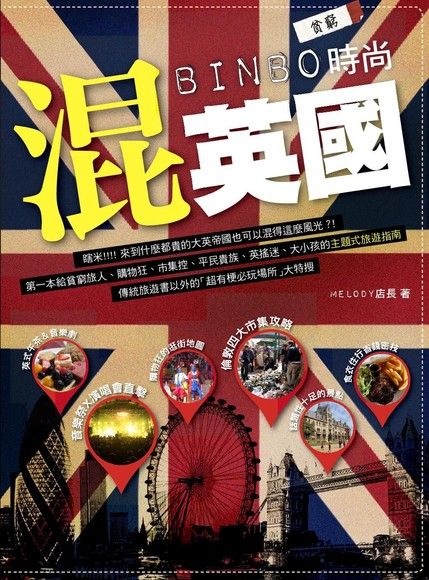 貧窮
BINBO時尚
混英國
瞎米!!!! 來到什麼都貴的大英帝國也可以混得這麼風光？!
第一本給貧窮旅人、購物狂、市集控、平民貴族、英搖迷、大小孩的主題式旅遊指南
傳統旅遊書以外的「超有梗必玩場所」大特搜
MELODY店長 著
英式下午茶&音樂劇
音樂祭X演唱會直擊
購物狂的逛街地圖
倫敦四大市集攻略
話題性十足的景點
食衣住行省錢密技